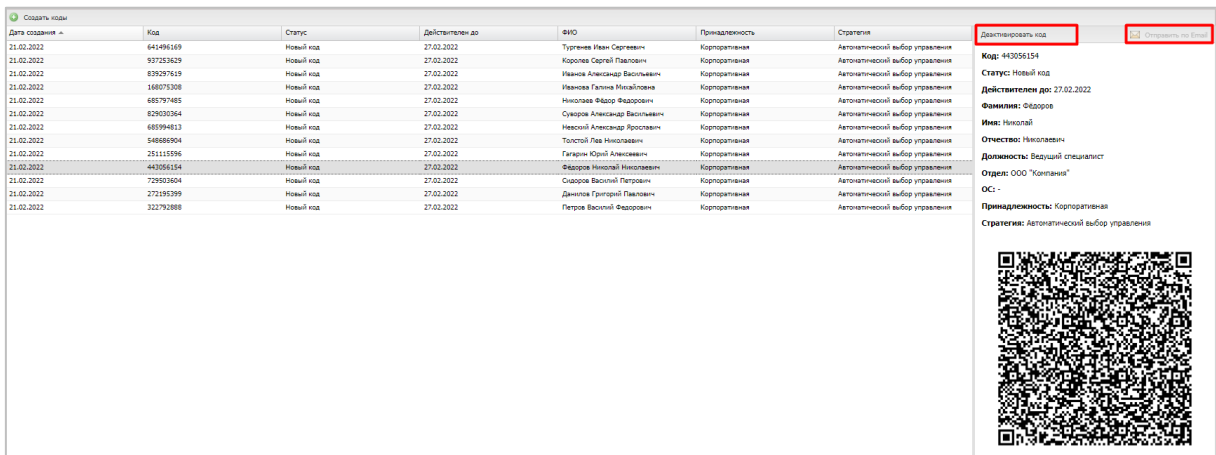 Создать коды
Дата создания Код Статус Действителен до ФИО Принадлежность Стратегия
21.02.2022 641496169 Новый код 27.02.2022 Тургенев Иван Сергеевич Корпоративная Автоматический выбор управления
21.02.2022 937253629 Новый код 27.02.2022 Королев Сергей Павлович Корпоративная Автоматический выбор управления
21.02.2022 839297619 Новый код 27.02.2022 Иванов Александр Васильевич Корпоративная Автоматический выбор управления
21.02.2022 168075308 Новый код 27.02.2022 Иванова Галина Михайловна Корпоративная Автоматический выбор управления
21.02.2022 685797485 Новый код 27.02.2022 Николаев Фёдор Федорович Корпоративная Автоматический выбор управления
21.02.2022 829030364 Новый код 27.02.2022 Суворов Александр Васильевич Корпоративная Автоматический выбор управления
21.02.2022 685994813 Новый код 27.02.2022 Невский Александр Ярославич Корпоративная Автоматический выбор управления
21.02.2022 548686904 Новый код 27.02.2022 Толстой Лев Николаевич Корпоративная Автоматический выбор управления
21.02.2022 251115596 Новый код 27.02.2022 Гагарин Юрий Алексеевич Корпоративная Автоматический выбор управления
21.02.2022 443056154 Новый код 27.02.2022 Фёдоров Николай Николаевич Корпоративная Автоматический выбор управления
21.02.2022 729503604 Новый код 27.02.2022 Сидоров Василий Петрович Корпоративная Автоматический выбор управления
21.02.2022 272195399 Новый код 27.02.2022 Данилов Григорий Павлович Корпоративная Автоматический выбор управления
21.02.2022 322792888 Новый код 27.02.2022 Петров Василий Федорович Корпоративная Автоматический выбор управления
Деактивировать код Отправить по Email
Код: 443056154
Статус: Новый код
Действителен до: 27.02.2022
Фамилия: Фёдоров
Имя: Николай
Отчество: Николаевич
Должность: Ведущий специалист
Отдел: ООО "Компания"
ОС: -
Принадлежность: Корпоративная
Стратегия: Автоматический выбор управления